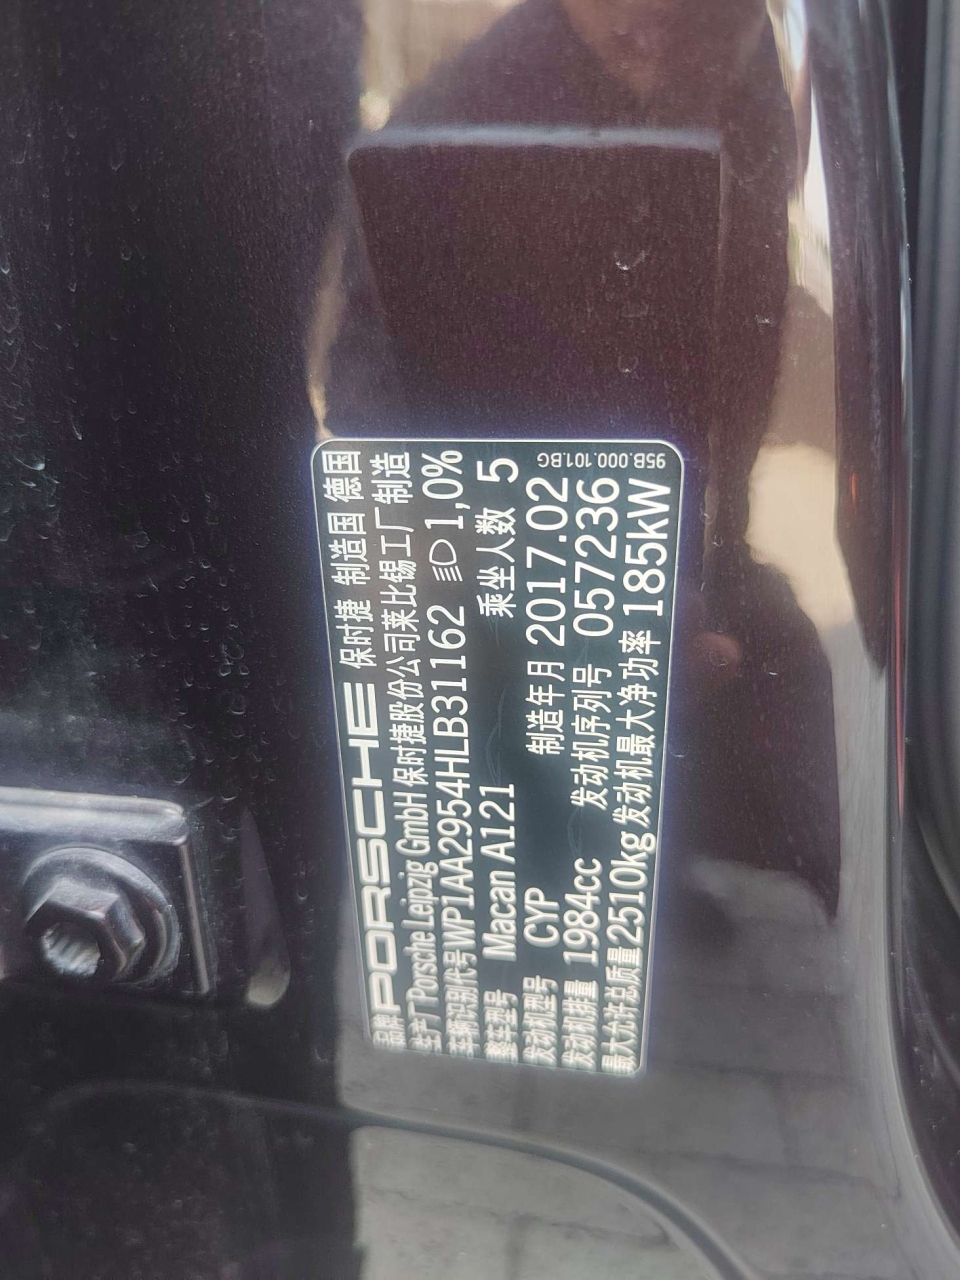 品牌 PORSCHE 保时捷 制造国 德国
生产厂 Porsche Leipzig GmbH 保时捷股份公司莱比锡工厂 制造
车辆识别代号 WP1AA2954HLB31162 1,0%
整车型号 Macan A121 乘坐人数 5
发动机型号 CYP 制造年月 2017.02
发动机排量 1984cc 发动机序列号 057236
最大允许总质量 2510kg 发动机最大净功率 185kW
95B.000.101.BG